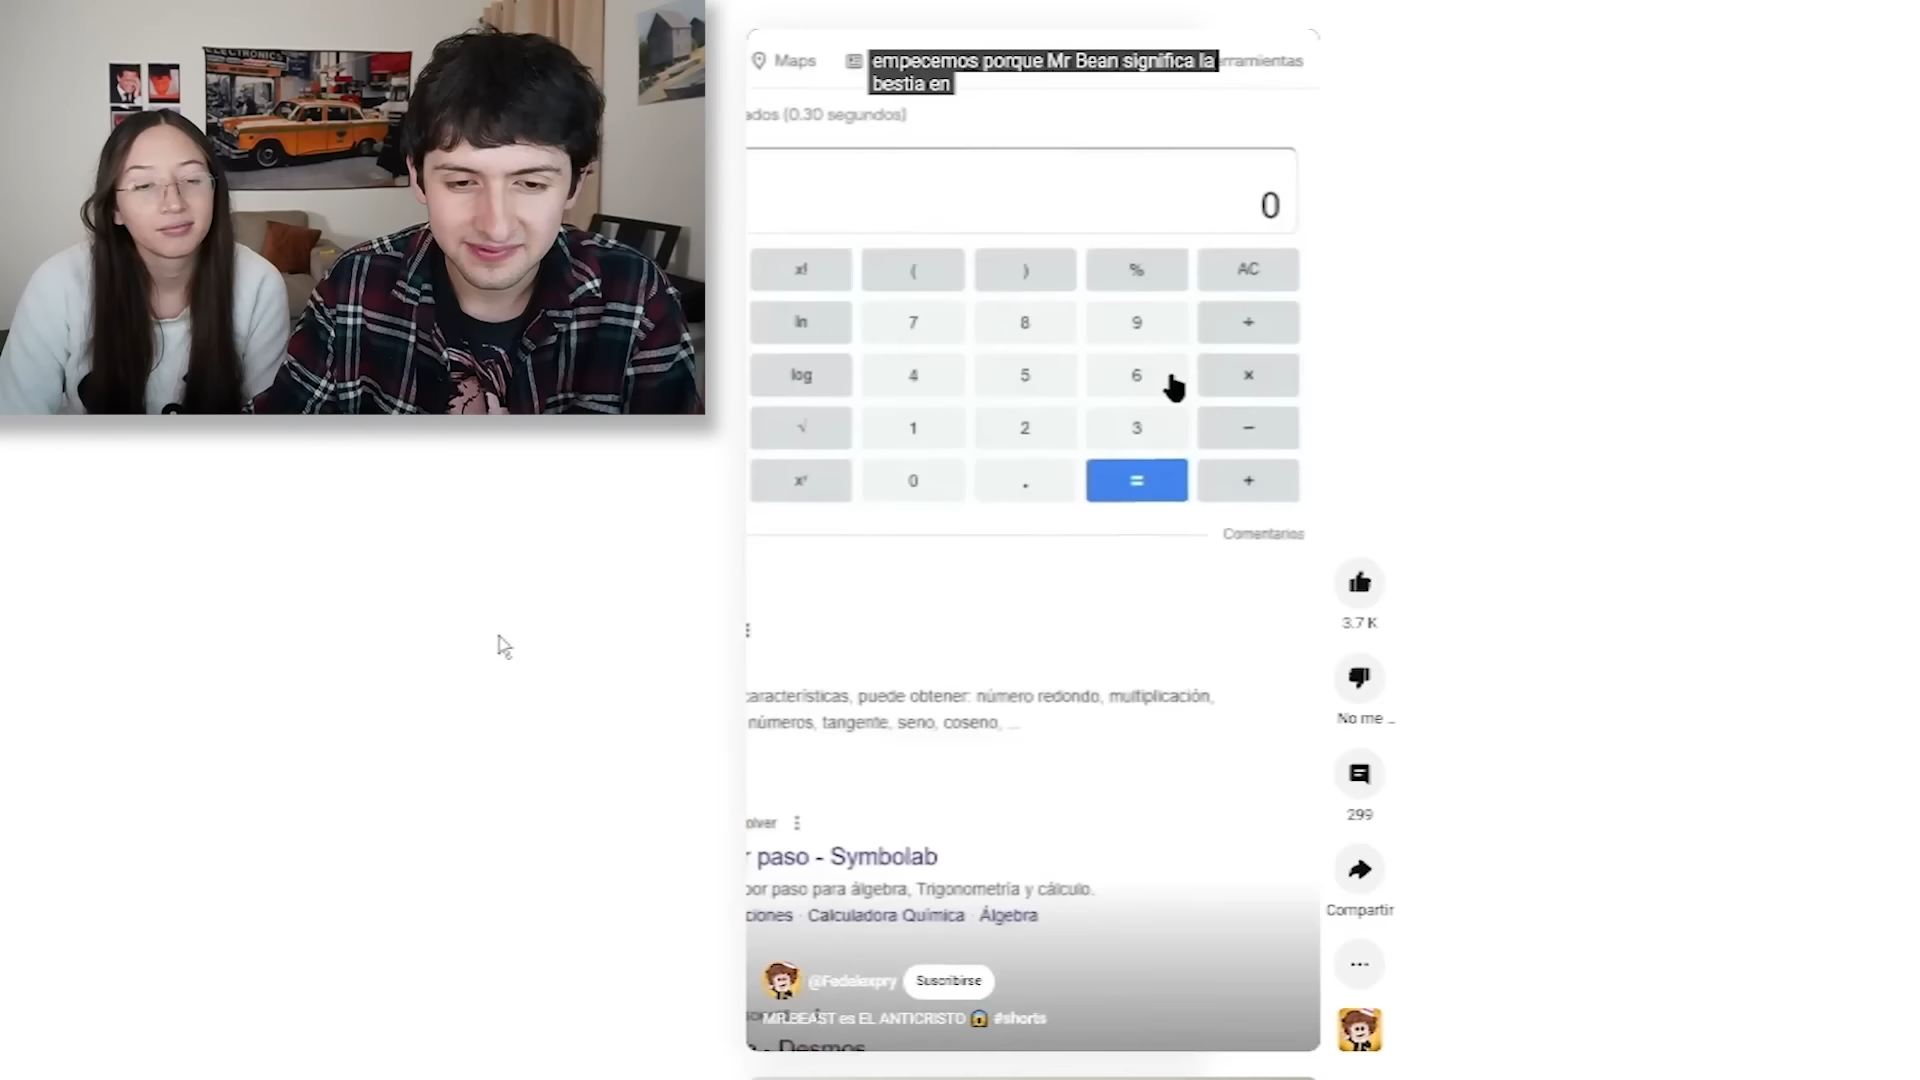 ELECTRONICS
Maps
empecemos porque Mr Bean significa la
bestia en
erramientas
ados (0.30 segundos)
0
x! ( ) % AC
ln 7 8 9 ÷
log 4 5 6 ×
√ 1 2 3 −
0 . = +
Comentarios
3.7 K
características, puede obtener: número redondo, multiplicación,
números, tangente, seno, coseno, ...
No me ...
299
olver
r paso - Symbolab
por paso para álgebra, Trigonometría y cálculo.
ciones · Calculadora Química · Álgebra
Compartir
@Fedelexpry Suscribirse
MR.BEAST es EL ANTICRISTO 😱 #shorts
- Desmos